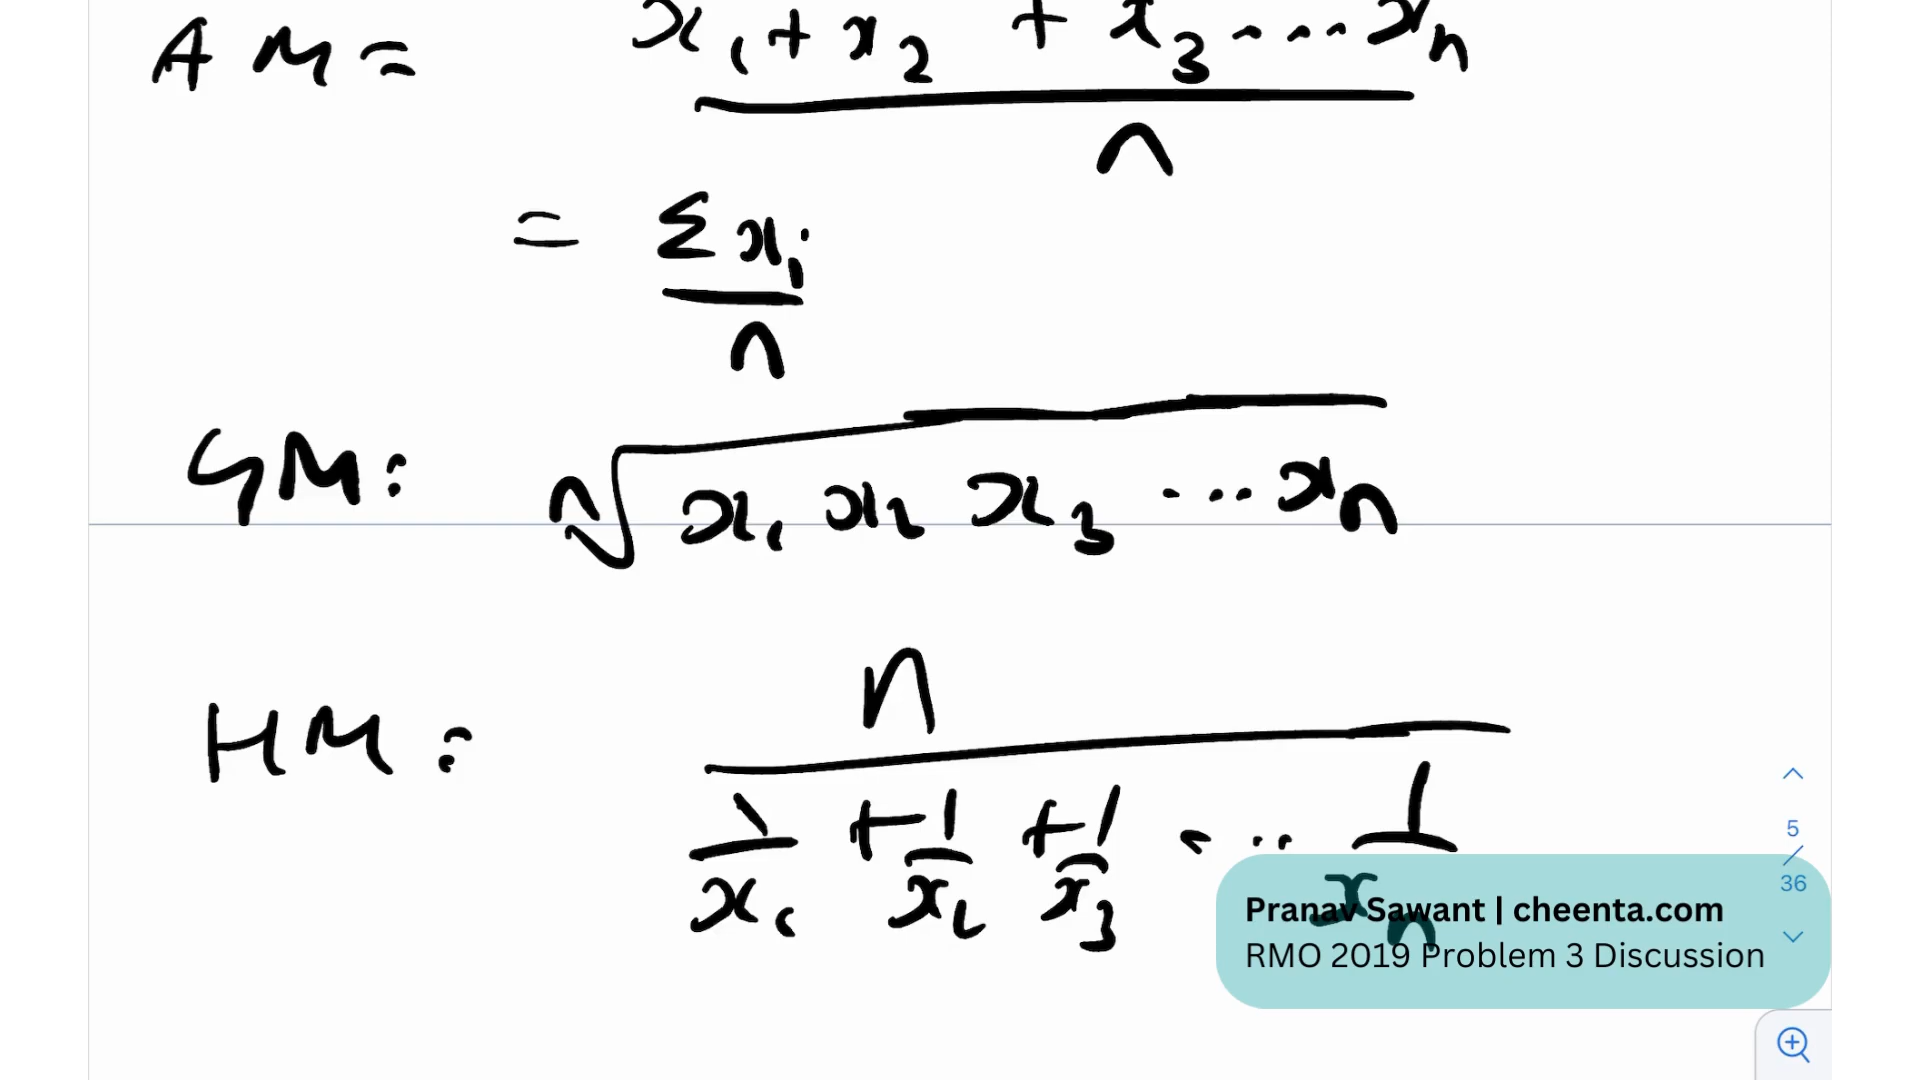 AM = x₁ + x₂ + x₃ ... xₙ
n
= Σxᵢ
n
GM: ⁿ√x₁ x₂ x₃ ... xₙ
HM: n
1/x₁ + 1/x₂ + 1/x₃ ... 1/xₙ
5
/
36
Pranav Sawant | cheenta.com
RMO 2019 Problem 3 Discussion